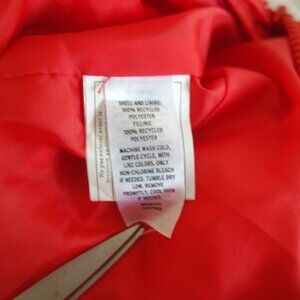 SHELL AND LINING:
100% RECYCLED
POLYESTER
FILLING:
100% RECYCLED
POLYESTER
MACHINE WASH COLD,
GENTLE CYCLE, WITH
LIKE COLORS, ONLY
NON-CHLORINE BLEACH
IF NEEDED. TUMBLE DRY
LOW. REMOVE
PROMPTLY, COOL IRON
IF NEEDED